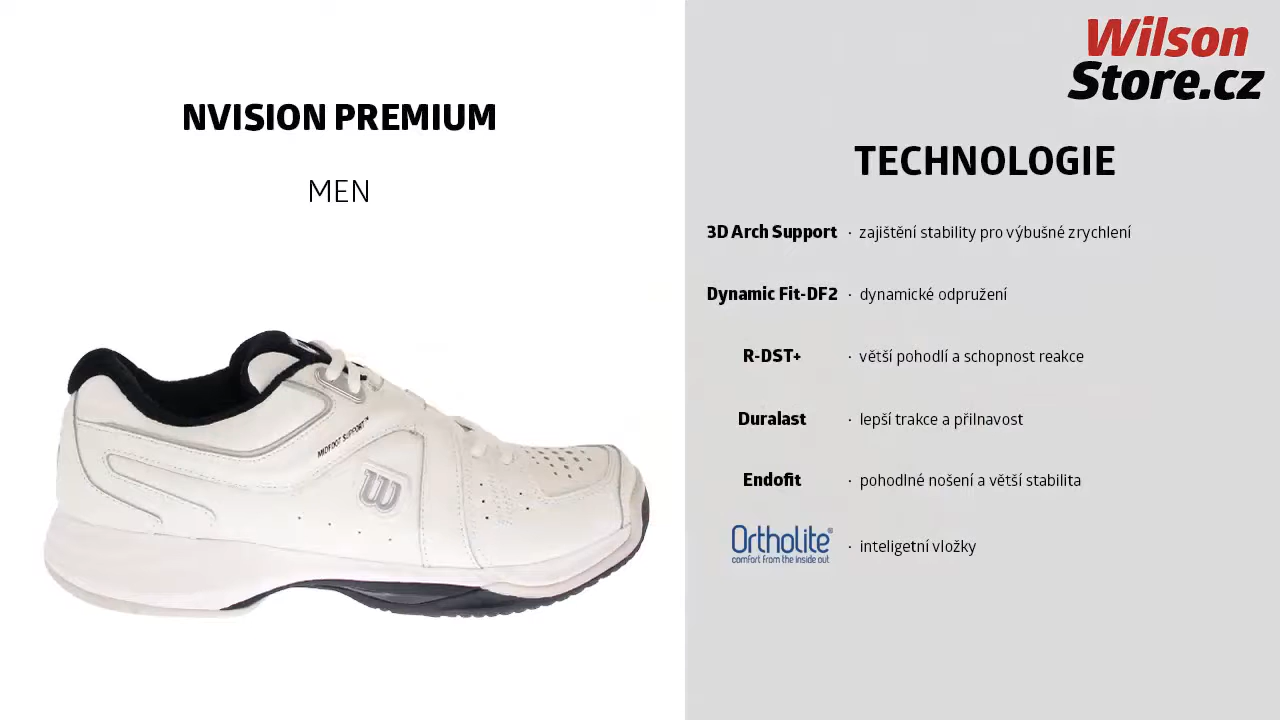 NVISION PREMIUM
MEN
MIDFOOT SUPPORT™
W
Wilson
Store.cz
TECHNOLOGIE
3D Arch Support · zajištění stability pro výbušné zrychlení
Dynamic Fit-DF2 · dynamické odpružení
R-DST+ · větší pohodlí a schopnost reakce
Duralast · lepší trakce a přilnavost
Endofit · pohodlné nošení a větší stabilita
Ortholite® · inteligetní vložky
comfort from the inside out